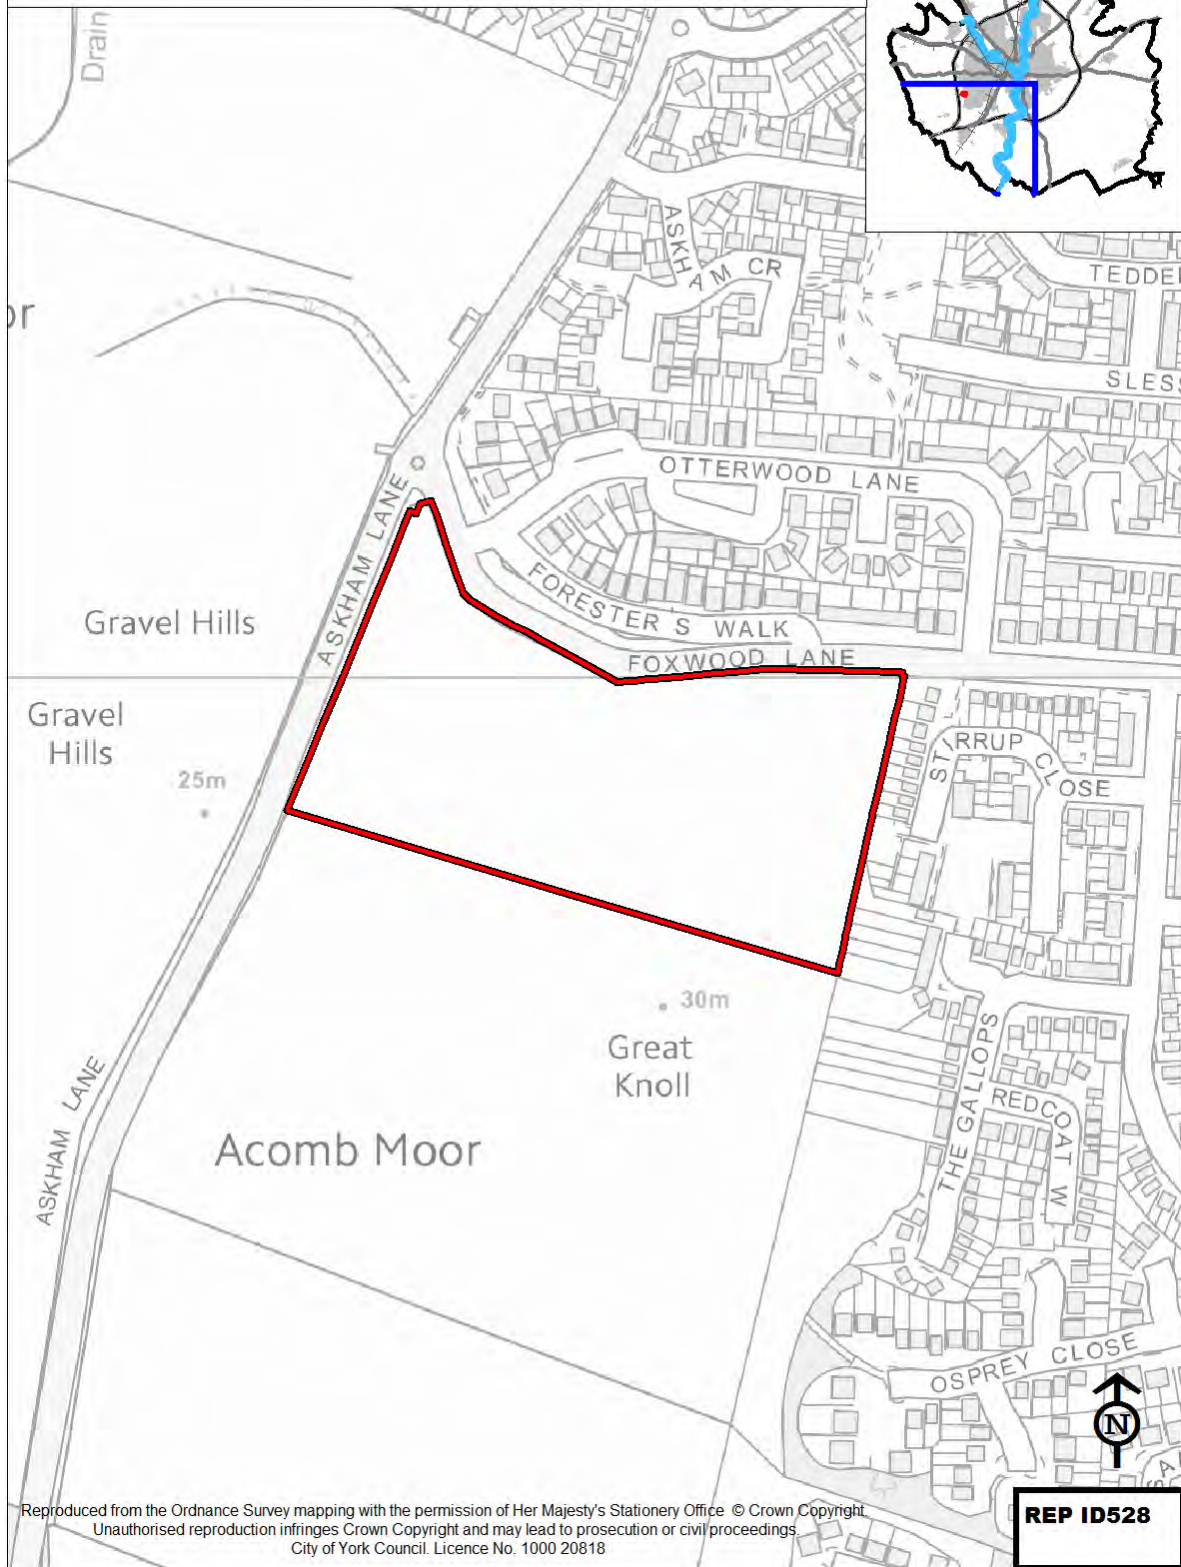 Drain
ASKHAM CR
TEDDE
SLES
OTTERWOOD LANE
ASKHAM LANE
FORESTER'S WALK
FOXWOOD LANE
Gravel Hills
Gravel
Hills
25m
STIRRUP CLOSE
30m
Great
Knoll
THE GALLOPS
REDCOAT W
ASKHAM LANE
Acomb Moor
OSPREY CLOSE
N
Reproduced from the Ordnance Survey mapping with the permission of Her Majesty's Stationery Office © Crown Copyright.
Unauthorised reproduction infringes Crown Copyright and may lead to prosecution or civil proceedings.
City of York Council. Licence No. 1000 20818
REP ID528